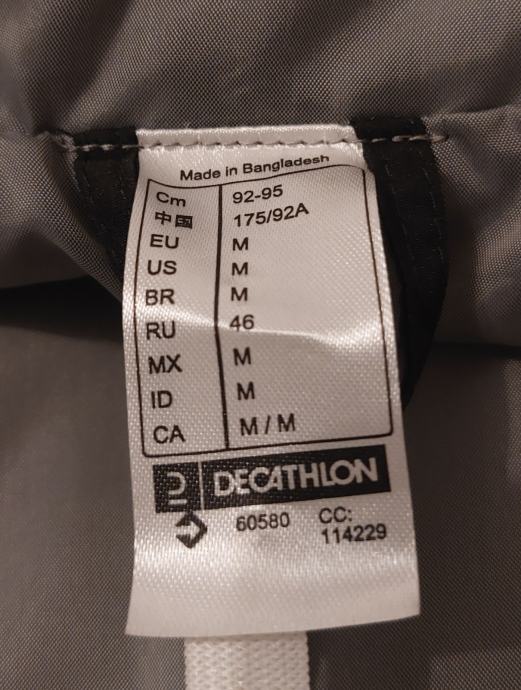 Made in Bangladesh
Cm 92-95
中国 175/92A
EU M
US M
BR M
RU 46
MX M
ID M
CA M / M
DECATHLON
60580 CC:
114229